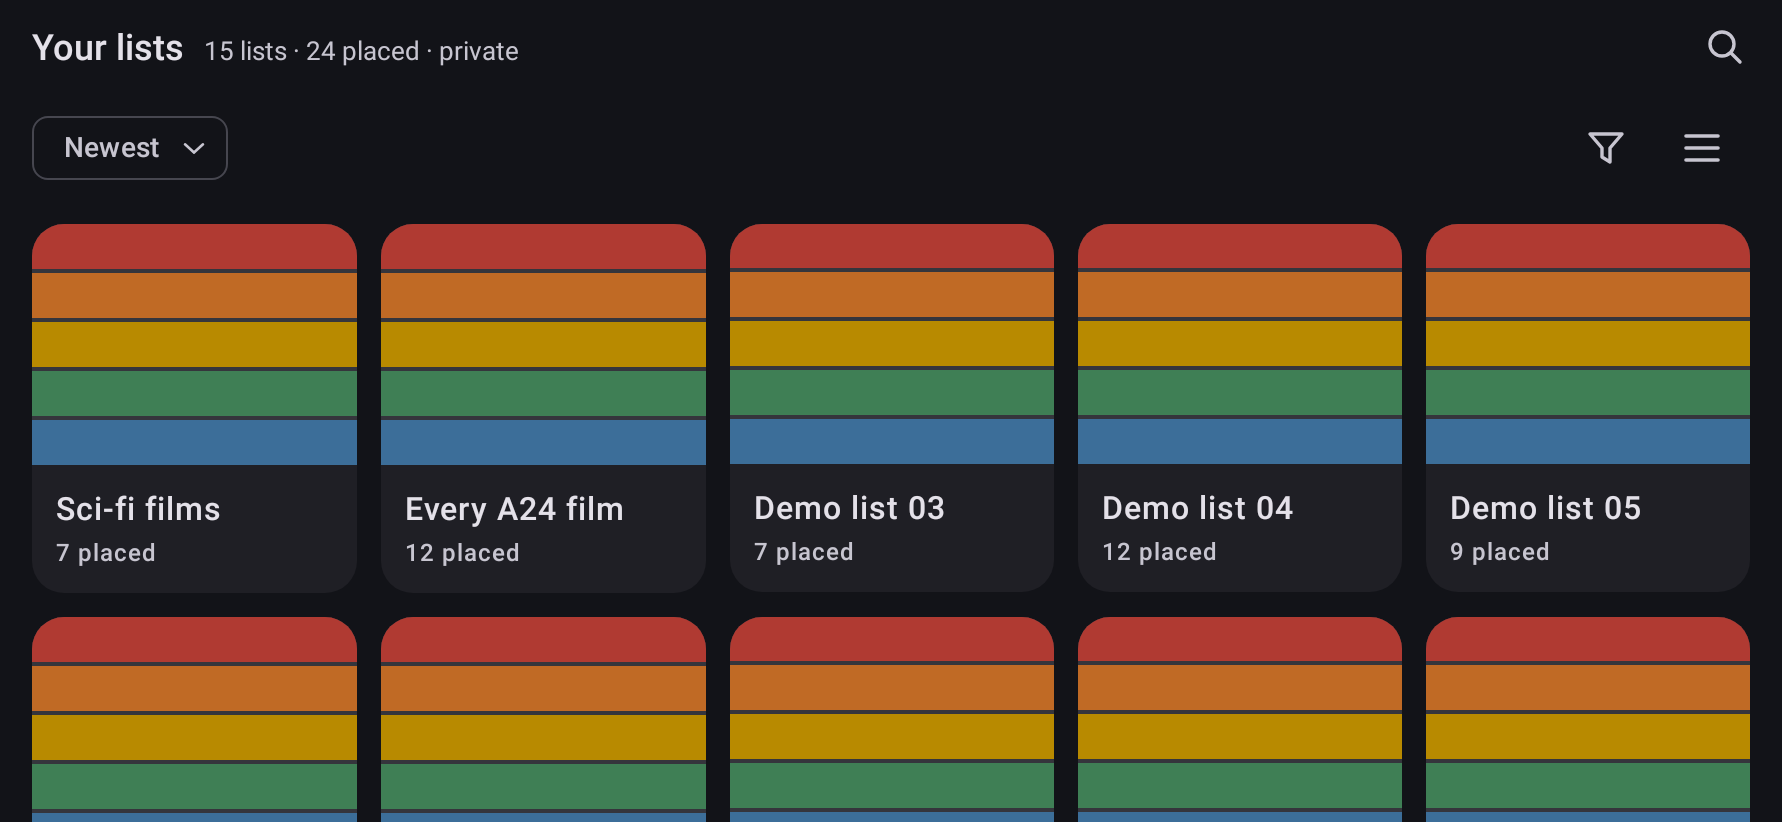 Your lists
15 lists · 24 placed · private
Newest
Sci-fi films
7 placed
Every A24 film
12 placed
Demo list 03
7 placed
Demo list 04
12 placed
Demo list 05
9 placed